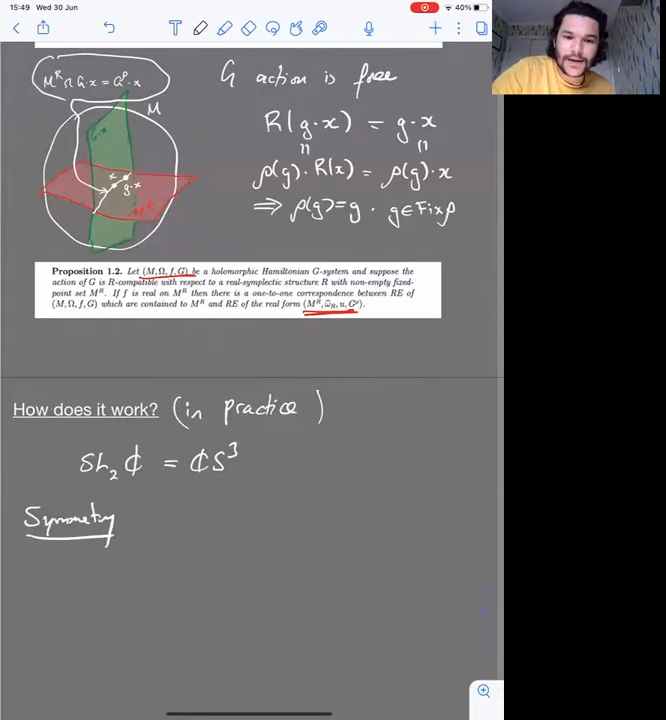 15:49 Wed 30 Jun
40%
M^R ∩ G·x = G^ρ·x
G action is free
M
G·x
R(g·x) = g·x
x
g·x
M^R
ρ(g)·R(x) = ρ(g)·x
⇒ ρ(g)=g · g∈Fix ρ
Proposition 1.2. Let (M, Ω, f, G) be a holomorphic Hamiltonian G-system and suppose the
action of G is R-compatible with respect to a real-symplectic structure R with non-empty fixed-
point set M^R. If f is real on M^R then there is a one-to-one correspondence between RE of
(M, Ω, f, G) which are contained to M^R and RE of the real form (M^R, ω̂_R, u, G^ρ).
How does it work? (in practice)
SL₂ ℂ = ℂS³
Symmetry